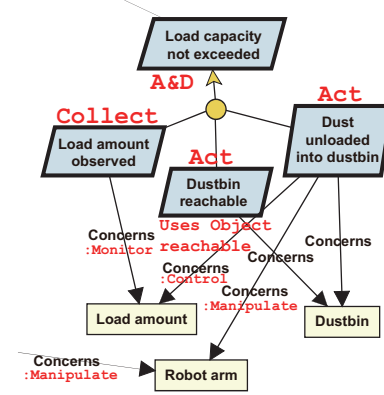 Load capacity
not exceeded
A&D
Collect
Act
Load amount
observed
Act
Dust
unloaded
into dustbin
Dustbin
reachable
Uses Object
reachable
Concerns
:Monitor
Concerns
Concerns
Concerns
:Control
Concerns
:Manipulate
Load amount
Dustbin
Concerns
:Manipulate
Robot arm